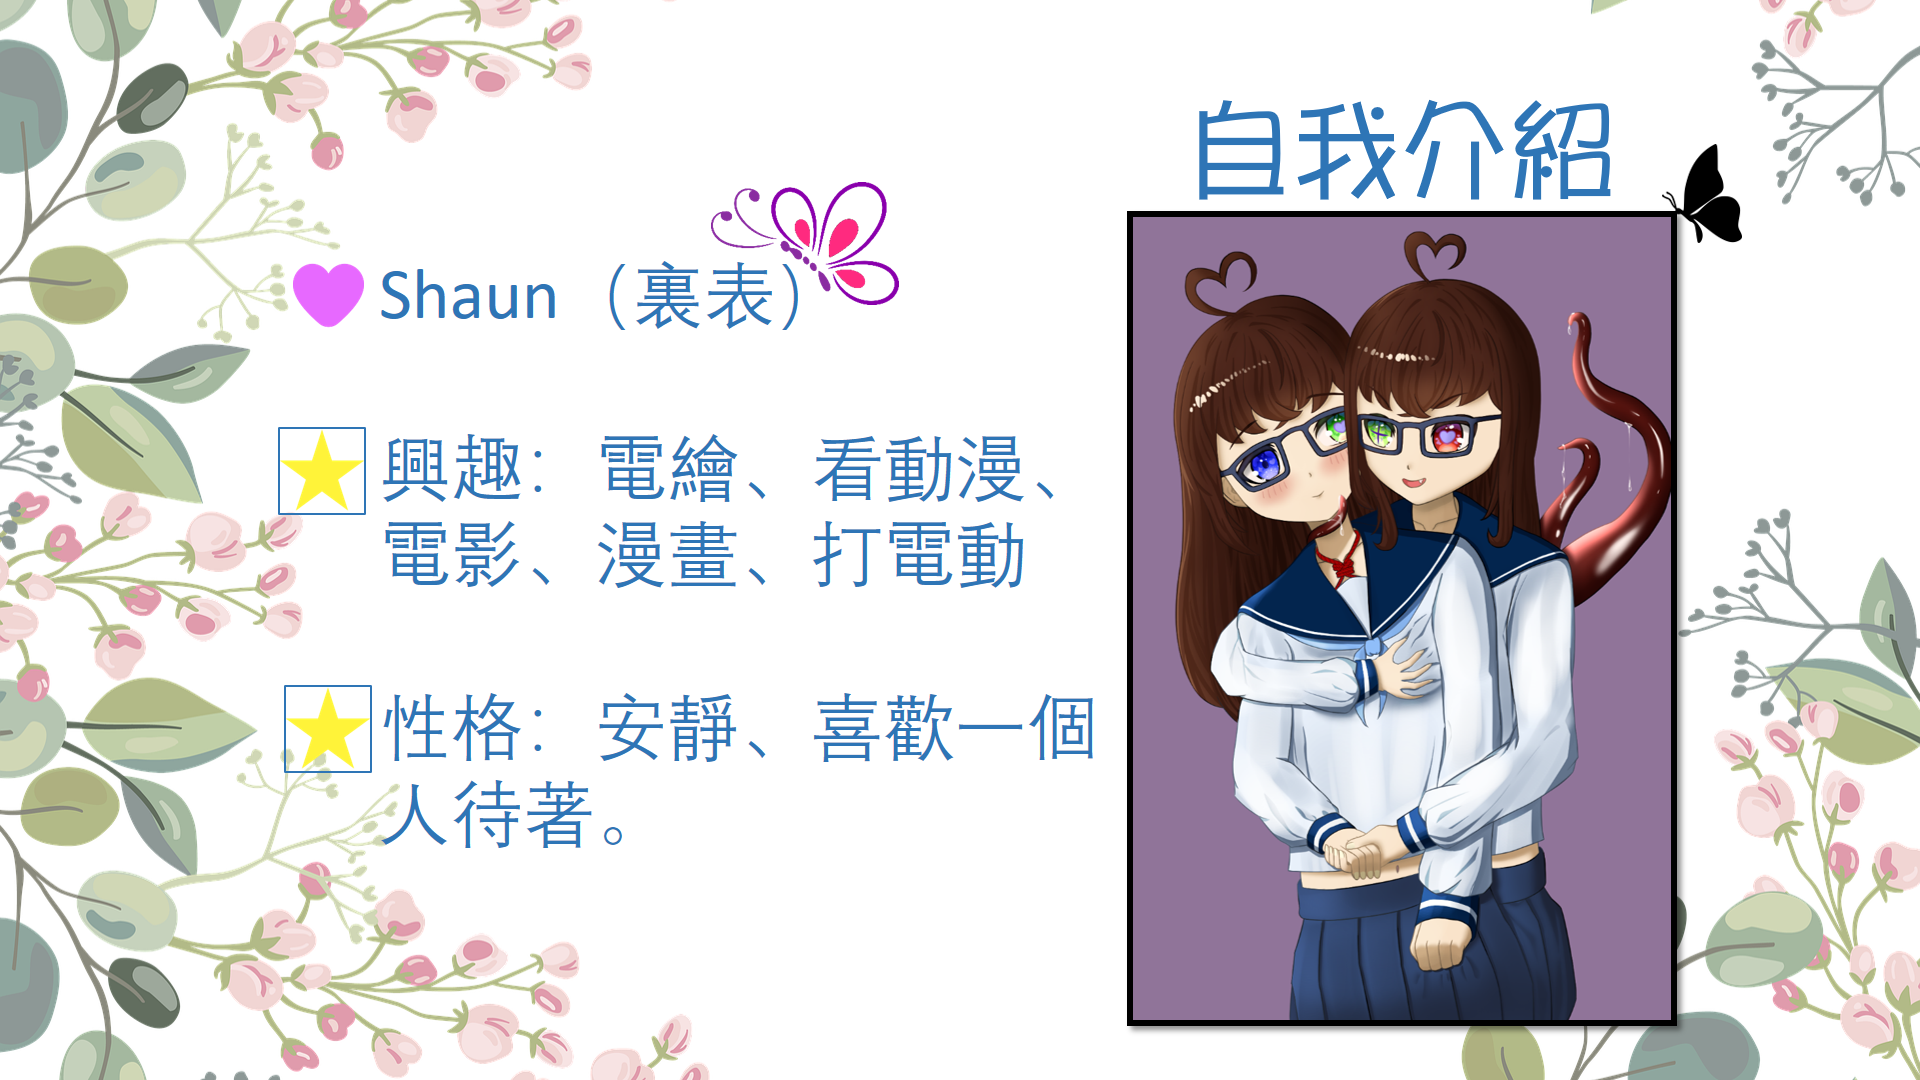 自我介紹
Shaun（裏表）
興趣：電繪、看動漫、
電影、漫畫、打電動
性格：安靜、喜歡一個
人待著。